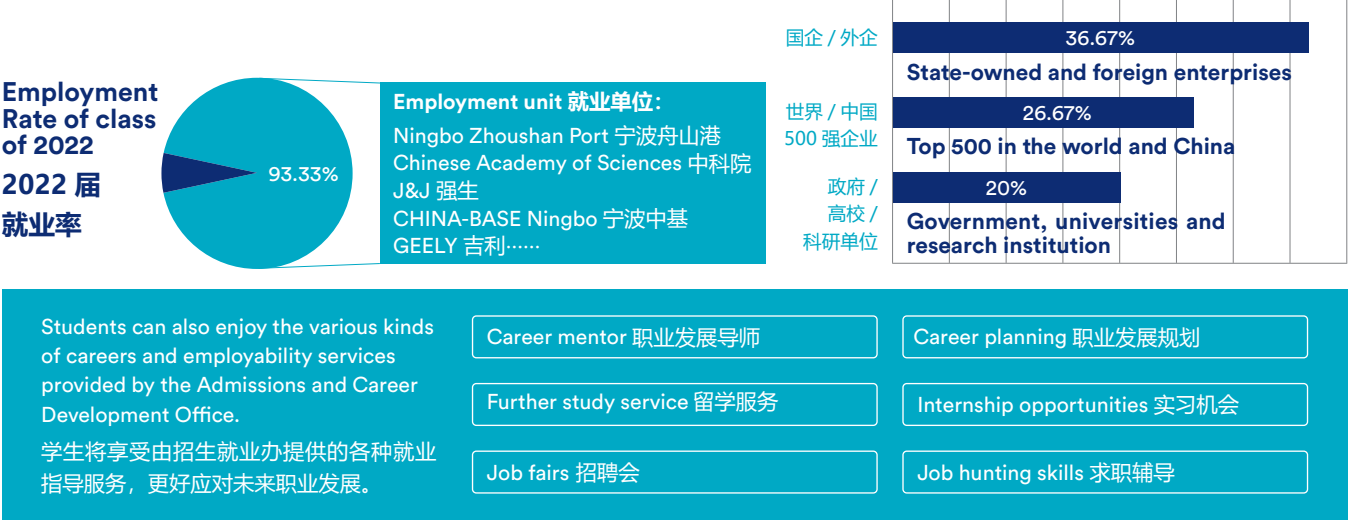 Employment
Rate of class
of 2022
2022 届
就业率
93.33%
Employment unit 就业单位：
Ningbo Zhoushan Port 宁波舟山港
Chinese Academy of Sciences 中科院
J&J 强生
CHINA-BASE Ningbo 宁波中基
GEELY 吉利……
国企 / 外企
36.67%
State-owned and foreign enterprises
世界 / 中国
500 强企业
26.67%
Top 500 in the world and China
政府 /
高校 /
科研单位
20%
Government, universities and
research institution
Students can also enjoy the various kinds
of careers and employability services
provided by the Admissions and Career
Development Office.
学生将享受由招生就业办提供的各种就业
指导服务，更好应对未来职业发展。
Career mentor 职业发展导师
Career planning 职业发展规划
Further study service 留学服务
Internship opportunities 实习机会
Job fairs 招聘会
Job hunting skills 求职辅导